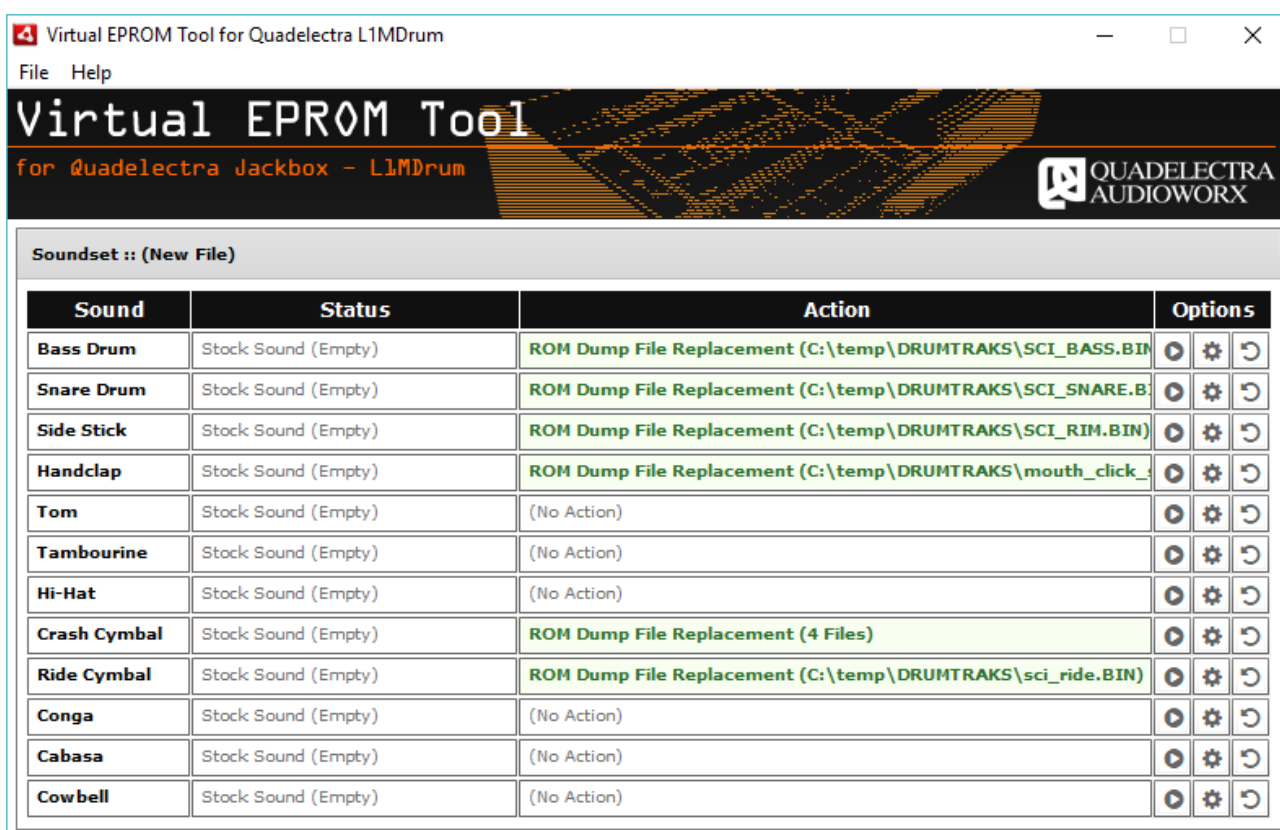 Virtual EPROM Tool for Quadelectra L1MDrum
File Help
Virtual EPROM Tool
for Quadelectra Jackbox - L1MDrum
QUADELECTRA
AUDIOWORX
Soundset :: (New File)
Sound Status Action Options
Bass Drum Stock Sound (Empty) ROM Dump File Replacement (C:\temp\DRUMTRAKS\SCI_BASS.BIN
Snare Drum Stock Sound (Empty) ROM Dump File Replacement (C:\temp\DRUMTRAKS\SCI_SNARE.BI
Side Stick Stock Sound (Empty) ROM Dump File Replacement (C:\temp\DRUMTRAKS\SCI_RIM.BIN)
Handclap Stock Sound (Empty) ROM Dump File Replacement (C:\temp\DRUMTRAKS\mouth_click_s
Tom Stock Sound (Empty) (No Action)
Tambourine Stock Sound (Empty) (No Action)
Hi-Hat Stock Sound (Empty) (No Action)
Crash Cymbal Stock Sound (Empty) ROM Dump File Replacement (4 Files)
Ride Cymbal Stock Sound (Empty) ROM Dump File Replacement (C:\temp\DRUMTRAKS\sci_ride.BIN)
Conga Stock Sound (Empty) (No Action)
Cabasa Stock Sound (Empty) (No Action)
Cowbell Stock Sound (Empty) (No Action)